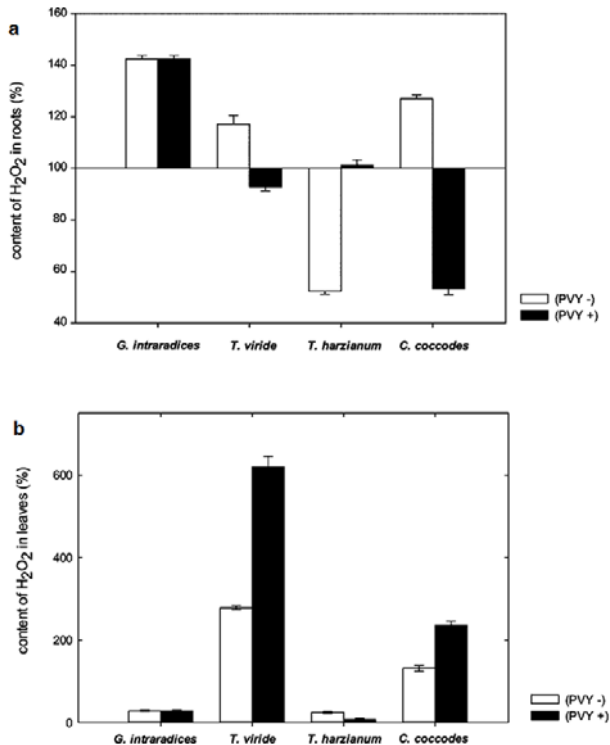 a
160
140
120
100
80
60
40
content of H₂O₂ in roots (%)
G. intraradices T. viride T. harzianum C. coccodes
(PVY -)
(PVY +)
b
600
400
200
0
content of H₂O₂ in leaves (%)
G. intraradices T. viride T. harzianum C. coccodes
(PVY -)
(PVY +)